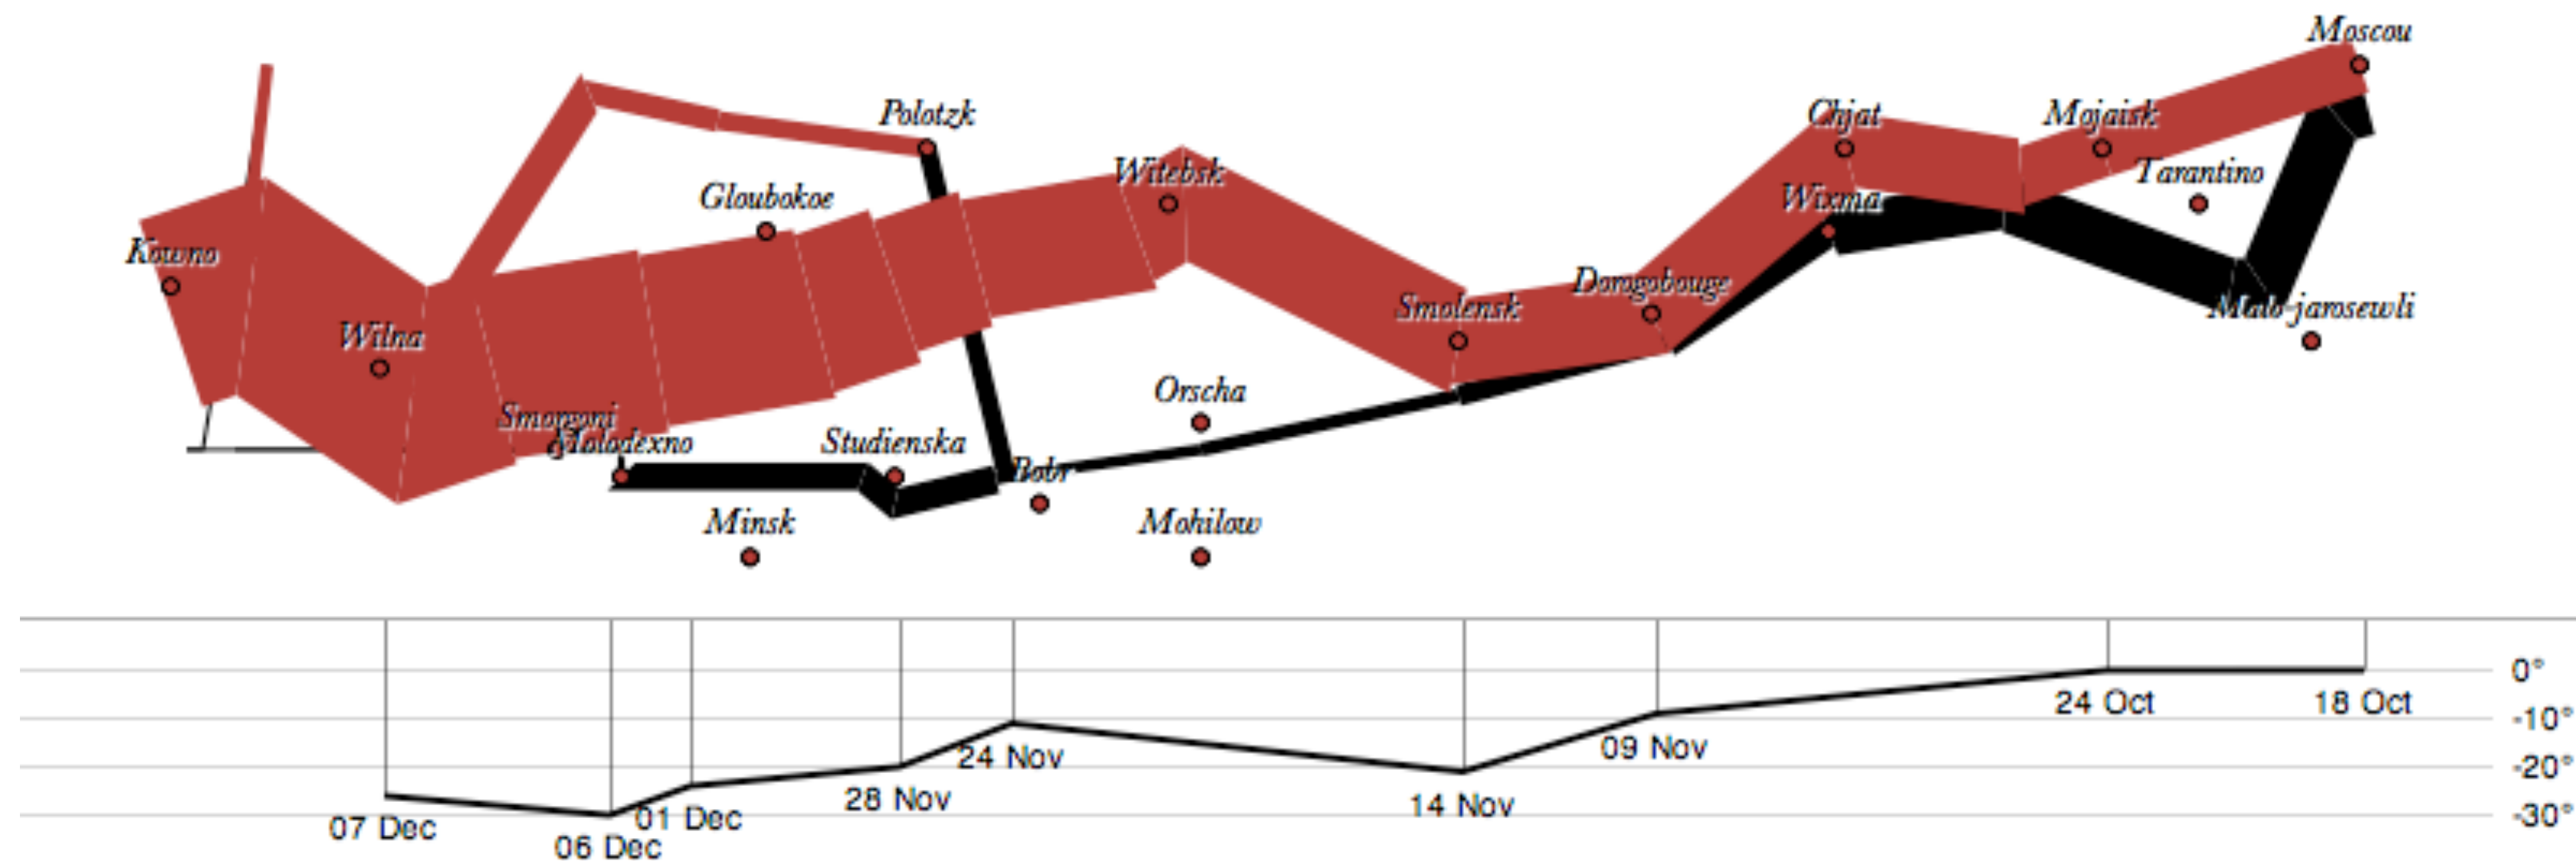 Moscou
Polotzk
Chjat
Mojaisk
Witebsk
Tarantino
Gloubokoe
Wixma
Kowno
Dorogobouge
Smolensk
Malo-jarosewli
Wilna
Orscha
Smorgoni
Molodexno
Studienska
Bobr
Minsk
Mohilow
0°
24 Oct
18 Oct
-10°
09 Nov
24 Nov
-20°
28 Nov
14 Nov
-30°
01 Dec
07 Dec
06 Dec